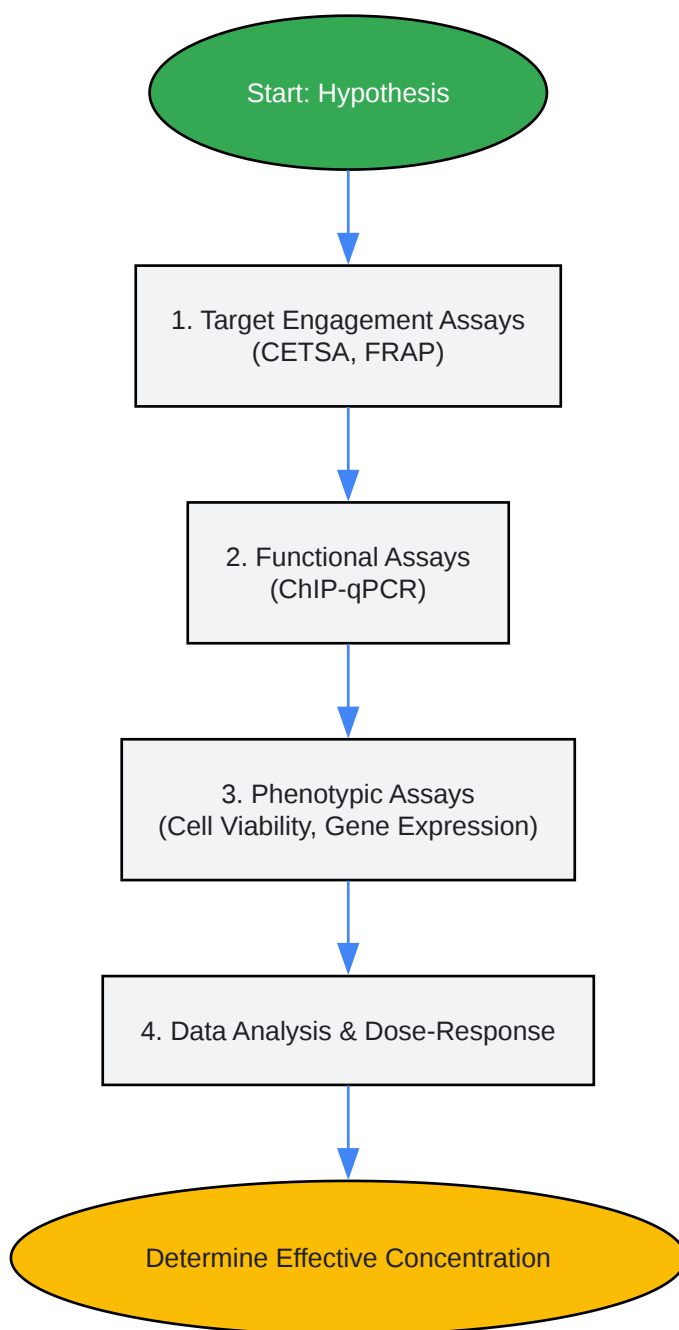 Start: Hypothesis
1. Target Engagement Assays
(CETSA, FRAP)
2. Functional Assays
(ChIP-qPCR)
3. Phenotypic Assays
(Cell Viability, Gene Expression)
4. Data Analysis & Dose-Response
Determine Effective Concentration